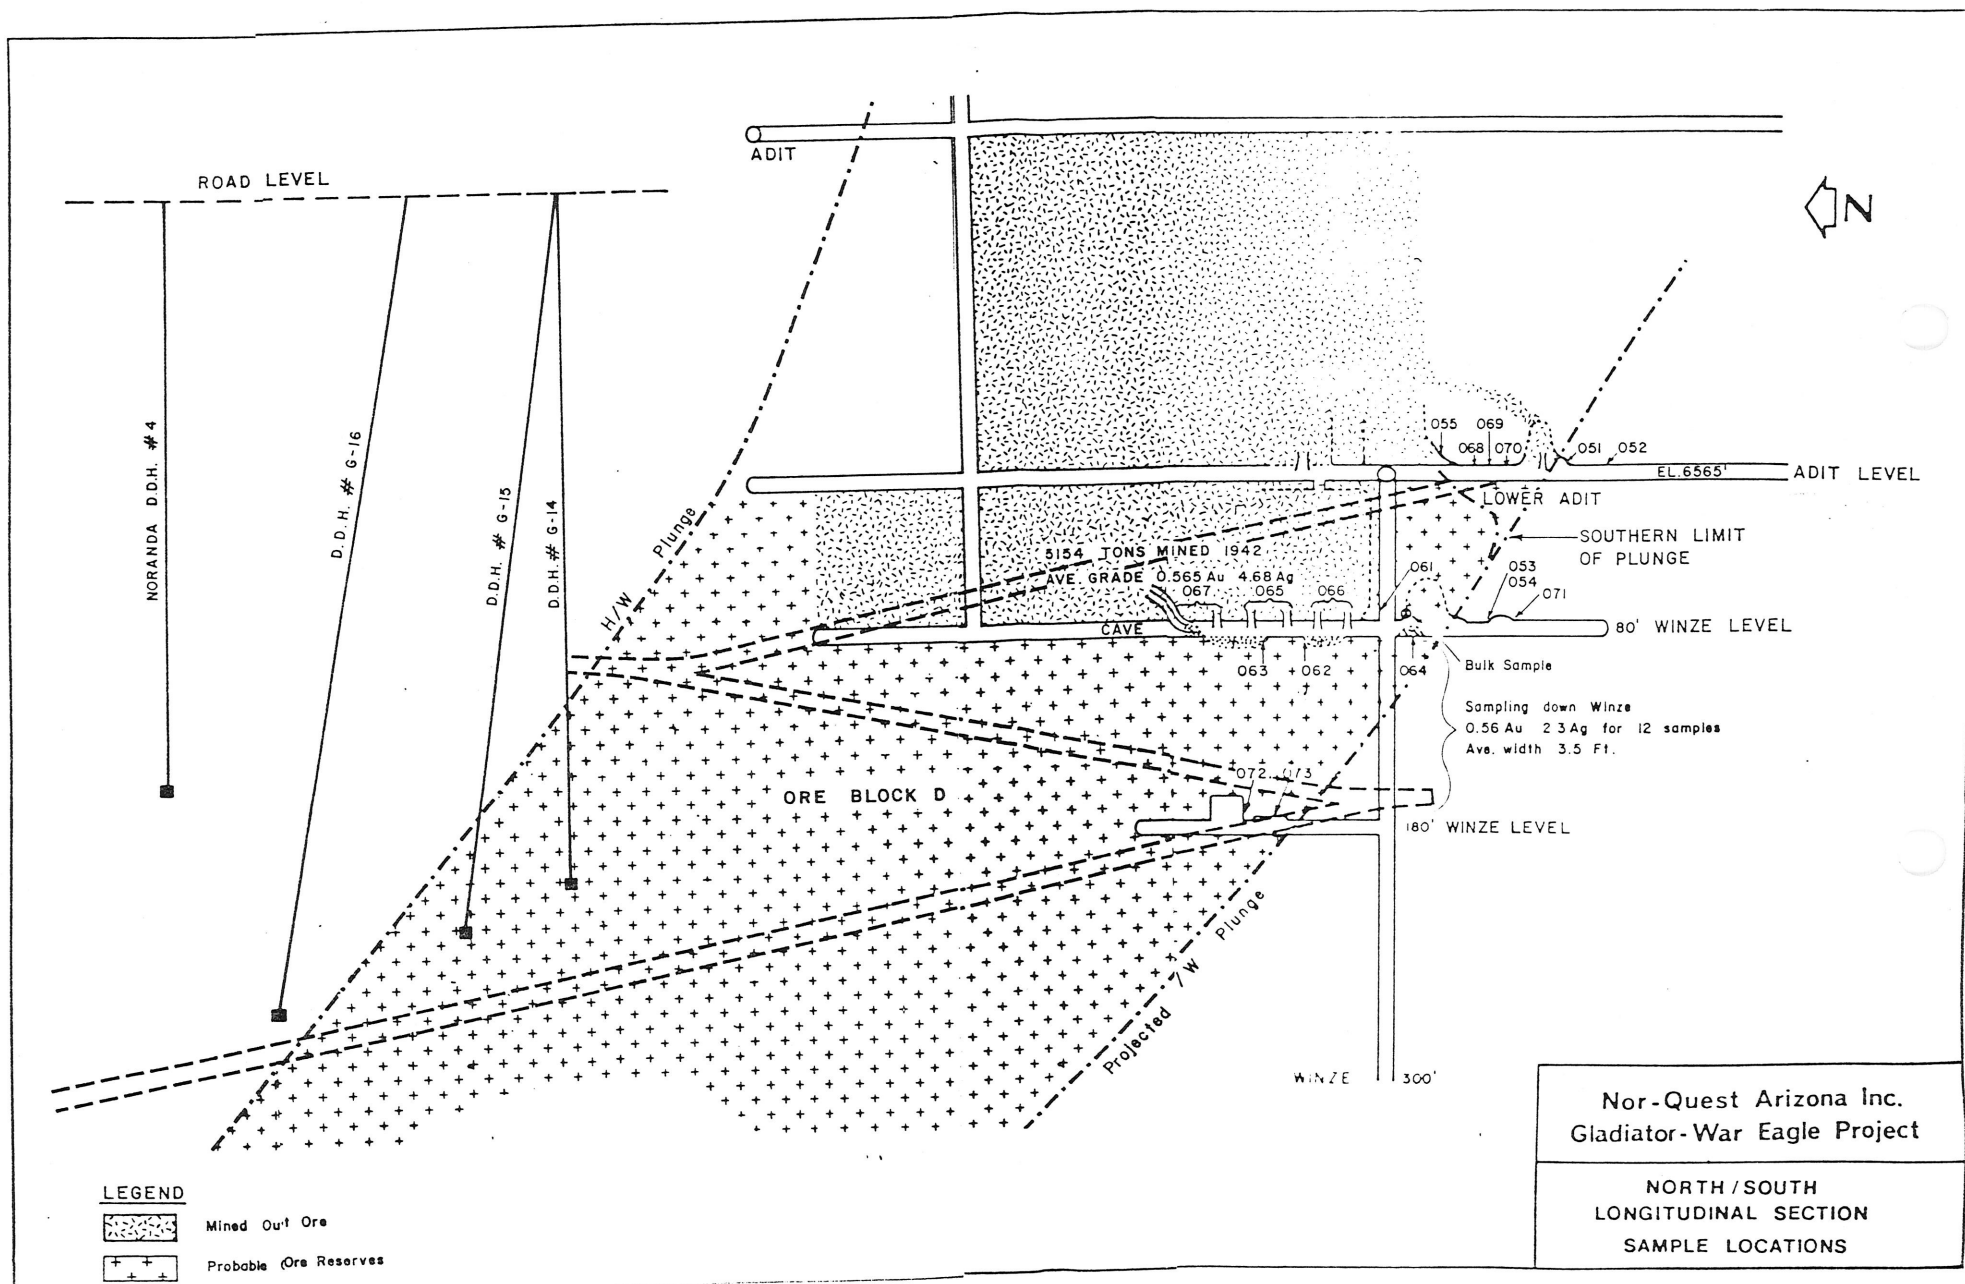 ADIT
ROAD LEVEL
N
NORANDA D.D.H. #4
D.D.H. # G-16
D.D.H. # G-15
D.D.H. # G-14
H/W Plunge
055 069
068 070
051 052
EL.6565'
ADIT LEVEL
LOWER ADIT
SOUTHERN LIMIT
OF PLUNGE
5154 TONS MINED 1942
AVE. GRADE 0.565 Au 4.68 Ag
067 065 066
061
053
054
071
CAVE
80' WINZE LEVEL
063 062 064
Bulk Sample
Sampling down Winze
0.56 Au 2.3 Ag for 12 samples
Ave. width 3.5 Ft.
072 073
ORE BLOCK D
180' WINZE LEVEL
Projected /W Plunge
WINZE 300'
Nor-Quest Arizona Inc.
Gladiator-War Eagle Project
NORTH/SOUTH
LONGITUDINAL SECTION
SAMPLE LOCATIONS
LEGEND
Mined Out Ore
Probable Ore Reserves